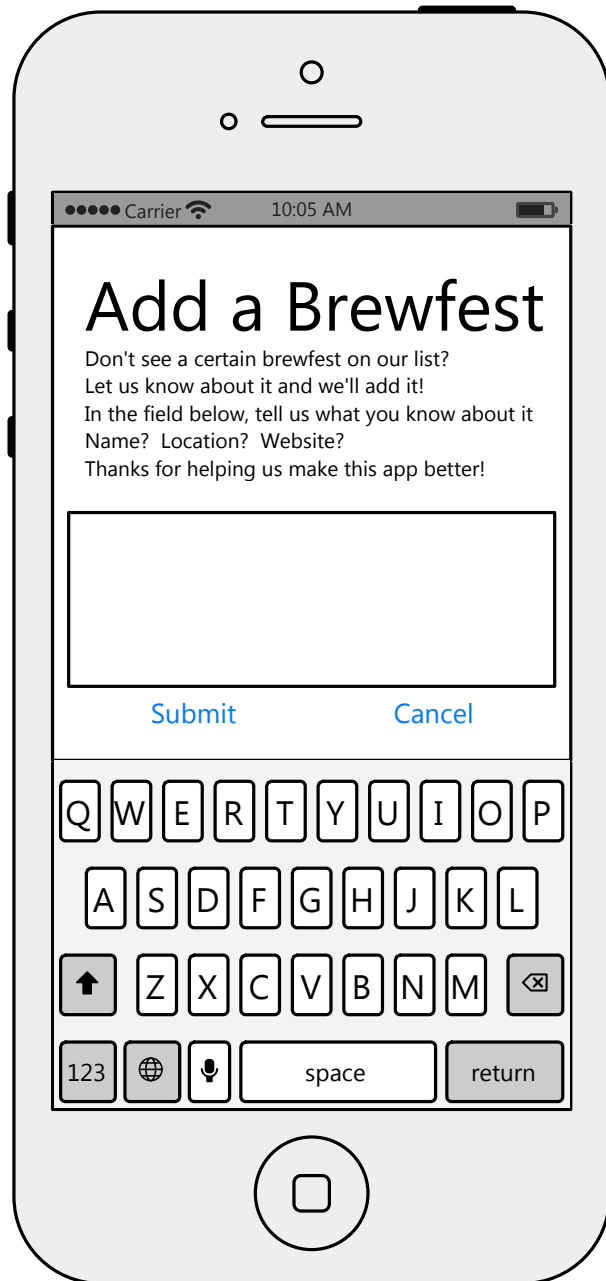 Carrier 10:05 AM
Add a Brewfest
Don't see a certain brewfest on our list?
Let us know about it and we'll add it!
In the field below, tell us what you know about it
Name?  Location?  Website?
Thanks for helping us make this app better!
Submit Cancel
Q W E R T Y U I O P
A S D F G H J K L
Z X C V B N M
123 space return